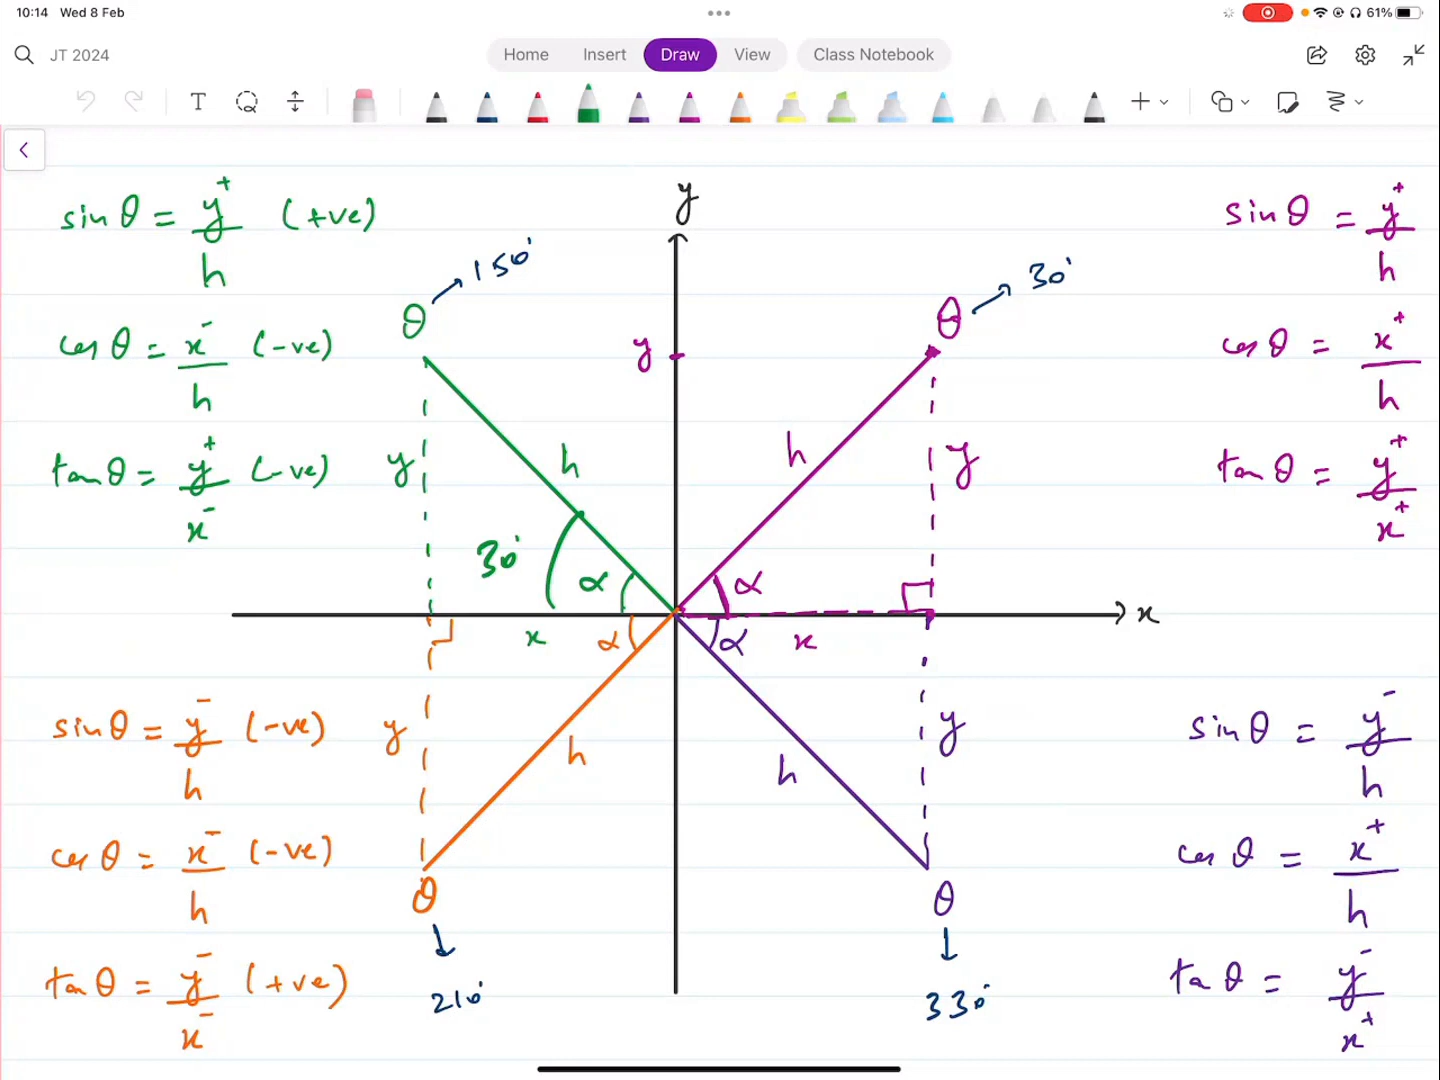 10:14 Wed 8 Feb
61%
JT 2024
Home Insert Draw View Class Notebook
T
sin θ = y⁺/h (+ve)
cos θ = x⁻/h (-ve)
tan θ = y⁺/x⁻ (-ve)
θ → 150°
y
y
θ → 30°
sin θ = y⁺/h
cos θ = x⁺/h
tan θ = y⁺/x⁺
y
h
h
y
30°
α
α
x
x
α
α
x
sin θ = y⁻/h (-ve)
cos θ = x⁻/h (-ve)
tan θ = y⁻/x⁻ (+ve)
y
h
h
y
θ
↓
210°
θ
↓
330°
sin θ = y⁻/h
cos θ = x⁺/h
ta θ = y⁻/x⁺